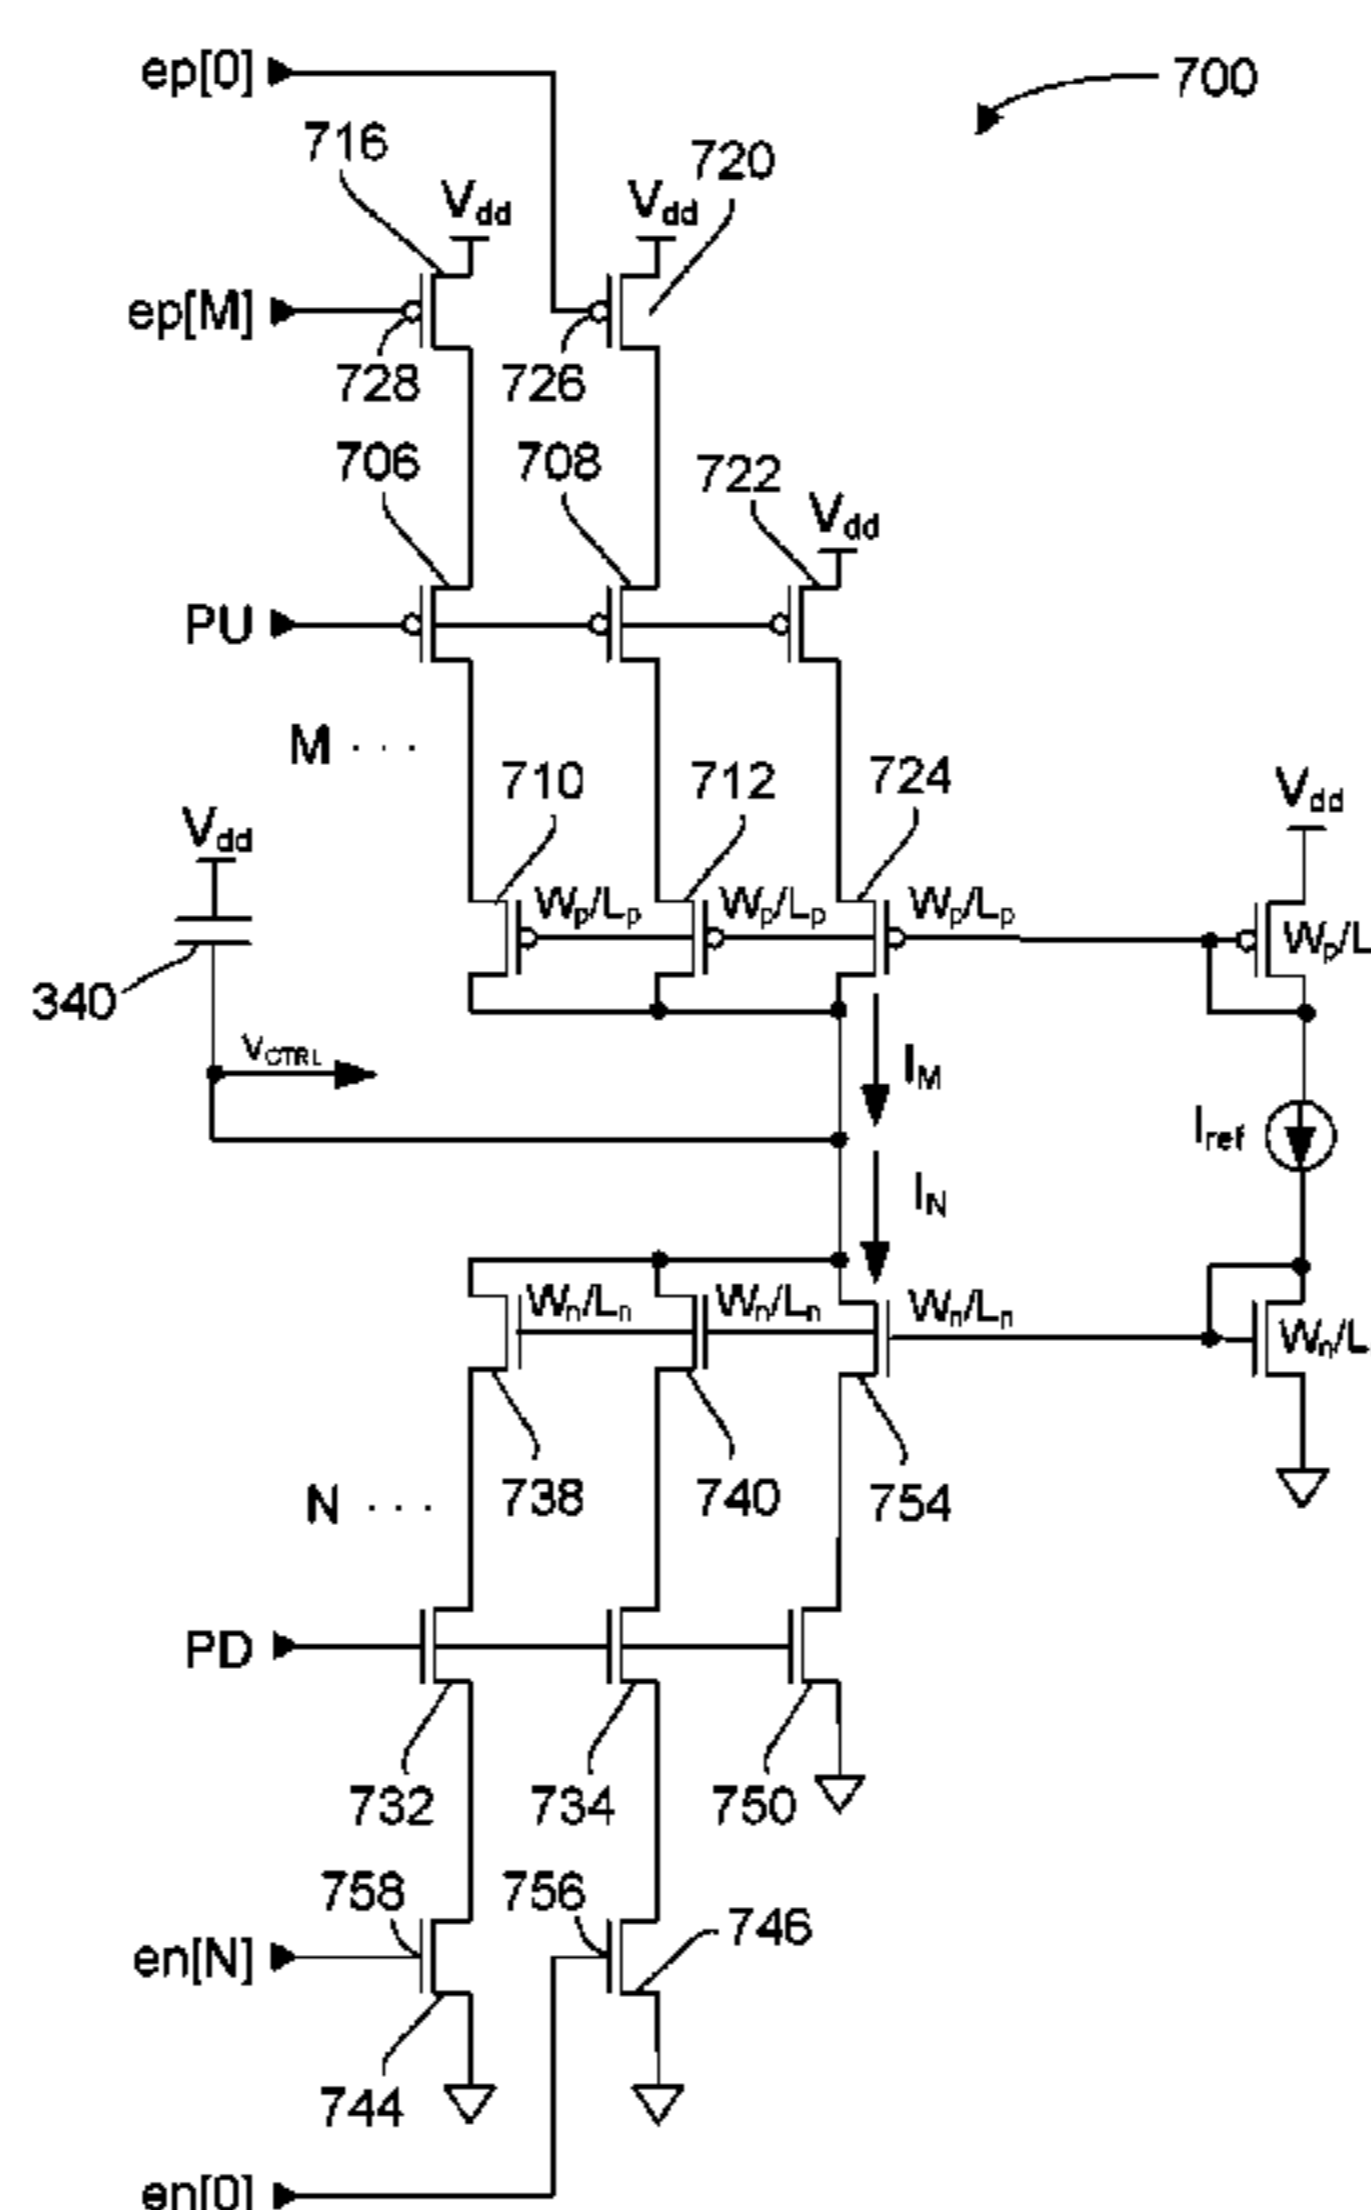 ep[0]
700
716
720
Vdd
Vdd
ep[M]
728
726
706
708
722
Vdd
PU
M . . .
710
712
724
Vdd
Vdd
Wp/Lp
Wp/Lp
Wp/Lp
Wp/L
340
VCTRL
IM
Iref
IN
Wn/Ln
Wn/Ln
Wn/Ln
Wn/L
738
740
754
N . . .
PD
732
734
750
758
756
746
en[N]
744
en[0]